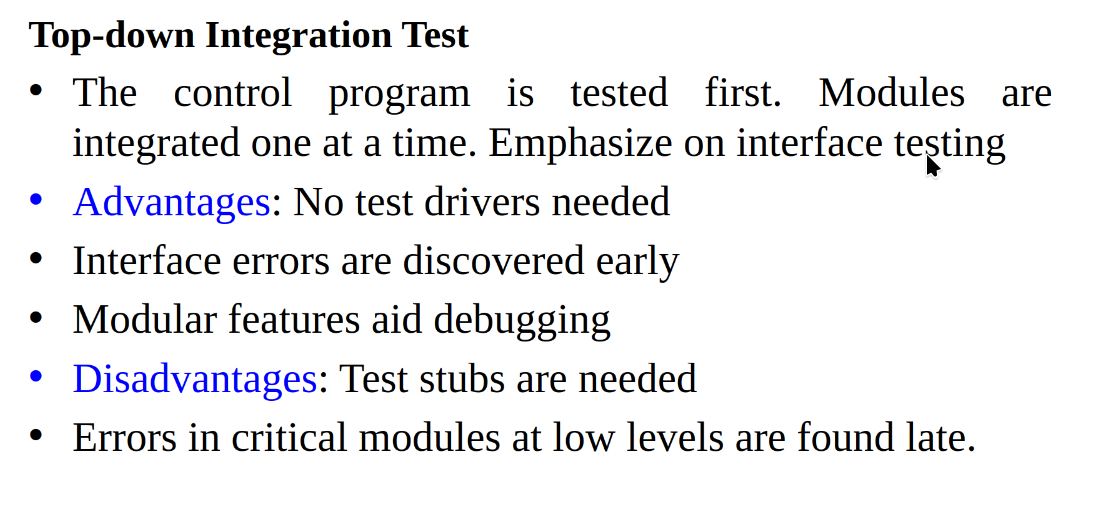 Top-down Integration Test
• The control program is tested first. Modules are
integrated one at a time. Emphasize on interface testing
• Advantages: No test drivers needed
• Interface errors are discovered early
• Modular features aid debugging
• Disadvantages: Test stubs are needed
• Errors in critical modules at low levels are found late.